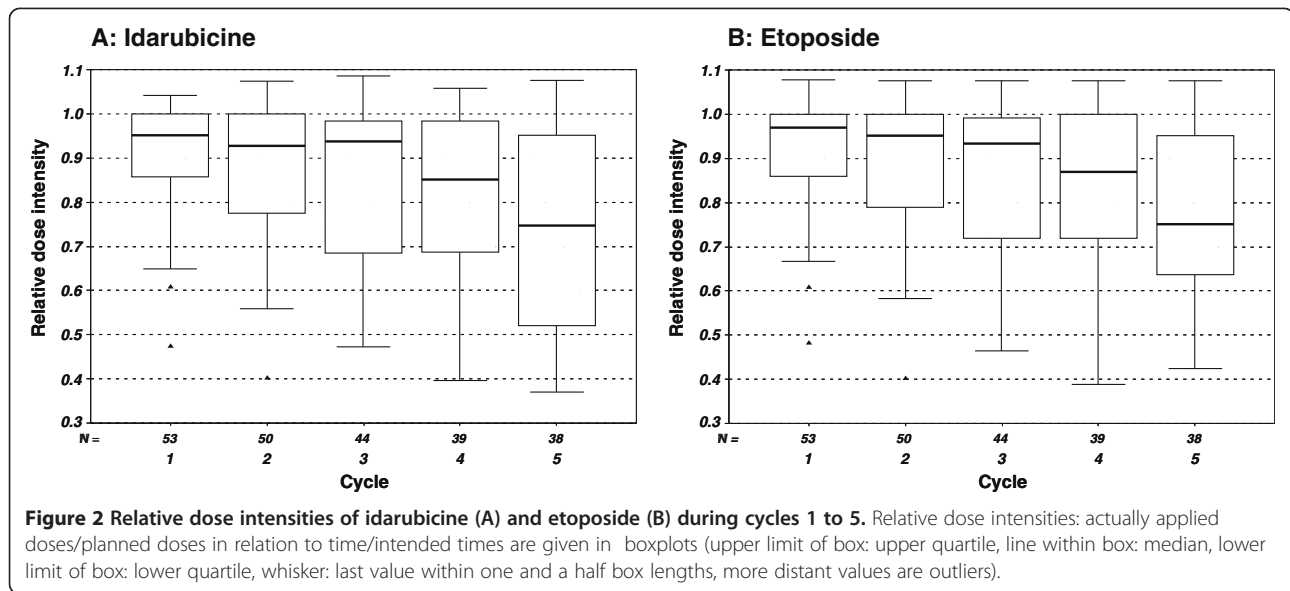 A: Idarubicine
B: Etoposide
Relative dose intensity
1.1
1.0
0.9
0.8
0.7
0.6
0.5
0.4
0.3
N = 53 50 44 39 38
1 2 3 4 5
Cycle
Relative dose intensity
1.1
1.0
0.9
0.8
0.7
0.6
0.5
0.4
0.3
N = 53 50 44 39 38
1 2 3 4 5
Cycle
Figure 2 Relative dose intensities of idarubicine (A) and etoposide (B) during cycles 1 to 5. Relative dose intensities: actually applied
doses/planned doses in relation to time/intended times are given in boxplots (upper limit of box: upper quartile, line within box: median, lower
limit of box: lower quartile, whisker: last value within one and a half box lengths, more distant values are outliers).